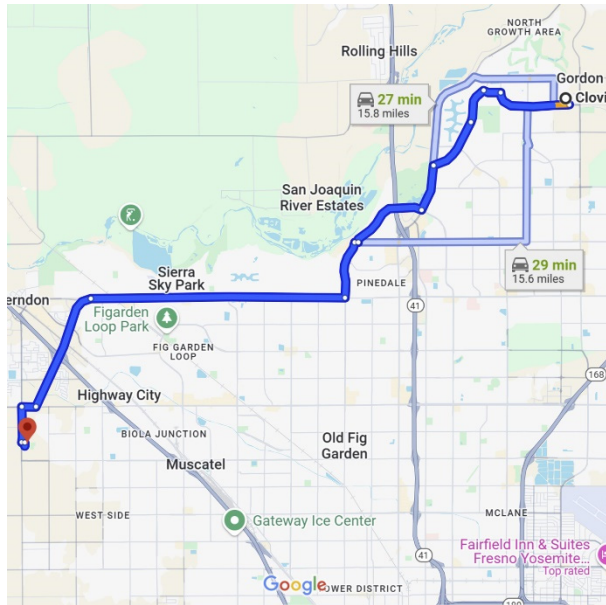 NORTH
GROWTH AREA
Rolling Hills
Gordon
Clovi
27 min
15.8 miles
San Joaquin
River Estates
29 min
15.6 miles
Sierra
Sky Park
PINEDALE
erndon
Figarden
Loop Park
41
FIG GARDEN
LOOP
168
Highway City
BIOLA JUNCTION
Old Fig
Garden
Muscatel
WEST SIDE
Gateway Ice Center
MCLANE
41
Fairfield Inn & Suites
Fresno Yosemite...
Top rated
Google
OWER DISTRICT